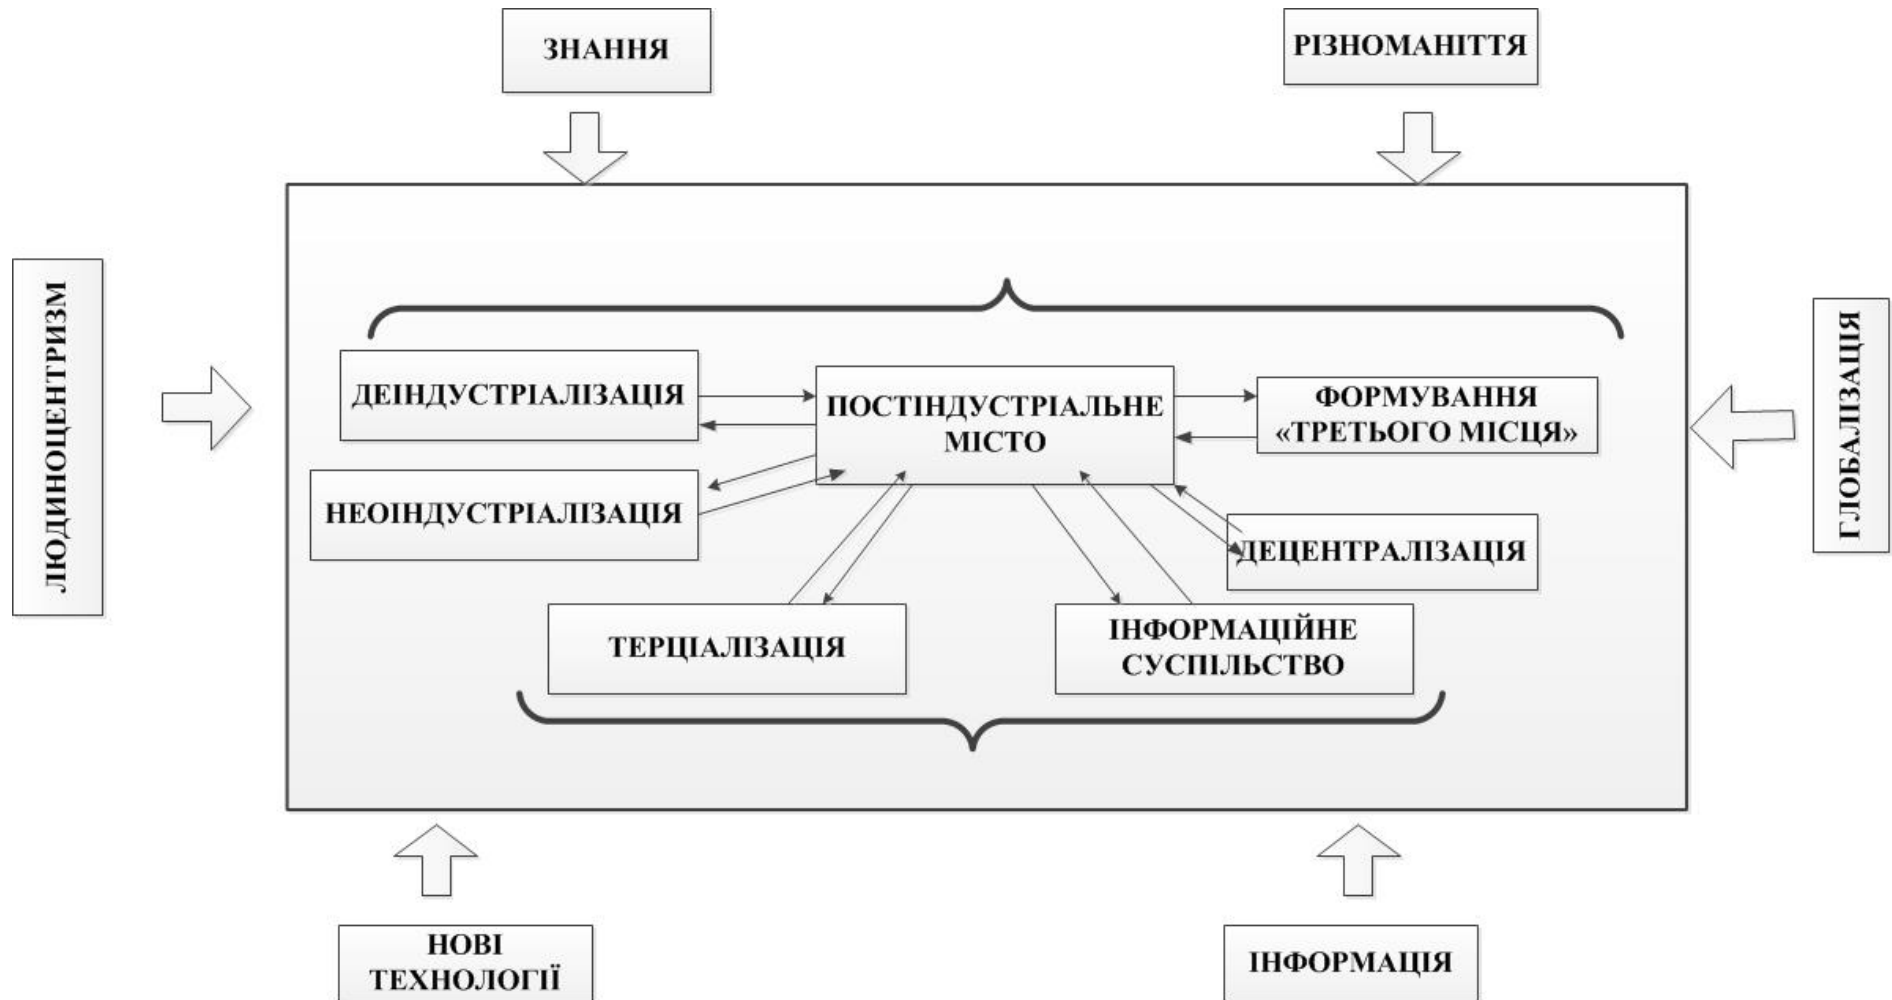 ЗНАННЯ
РІЗНОМАНІТТЯ
ЛЮДИНОЦЕНТРИЗМ
ГЛОБАЛІЗАЦІЯ
ДЕІНДУСТРІАЛІЗАЦІЯ
ПОСТІНДУСТРІАЛЬНЕ
МІСТО
ФОРМУВАННЯ
«ТРЕТЬОГО МІСЦЯ»
НЕОІНДУСТРІАЛІЗАЦІЯ
ДЕЦЕНТРАЛІЗАЦІЯ
ТЕРЦІАЛІЗАЦІЯ
ІНФОРМАЦІЙНЕ
СУСПІЛЬСТВО
НОВІ
ТЕХНОЛОГІЇ
ІНФОРМАЦІЯ